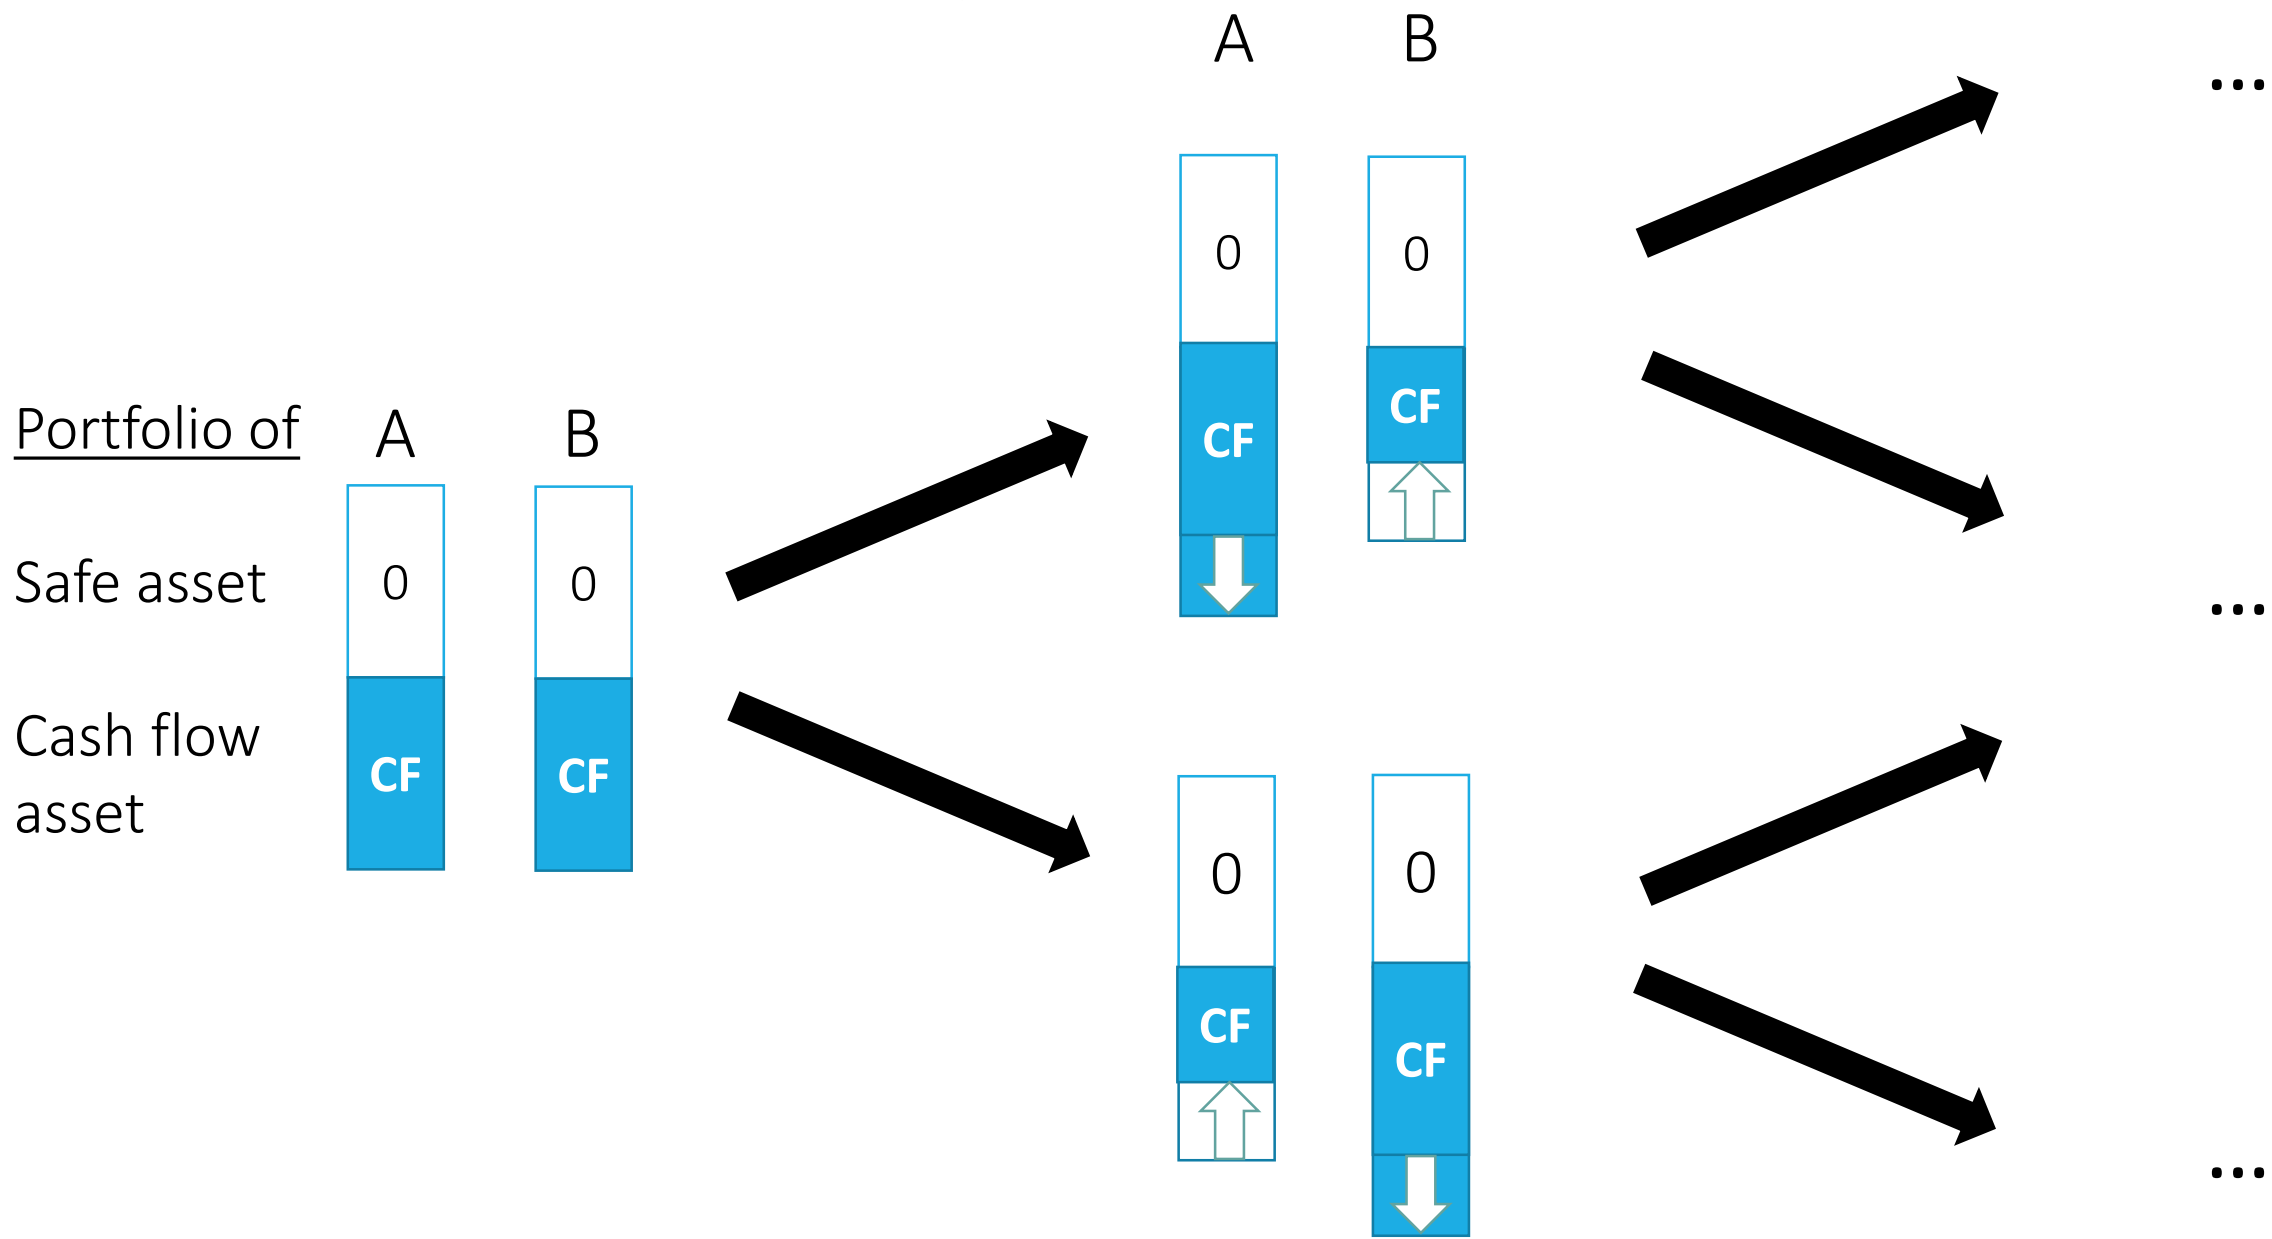 A B
...
0 0
CF CF
Portfolio of A B
Safe asset 0 0
...
Cash flow
asset
CF CF
0 0
CF CF
...